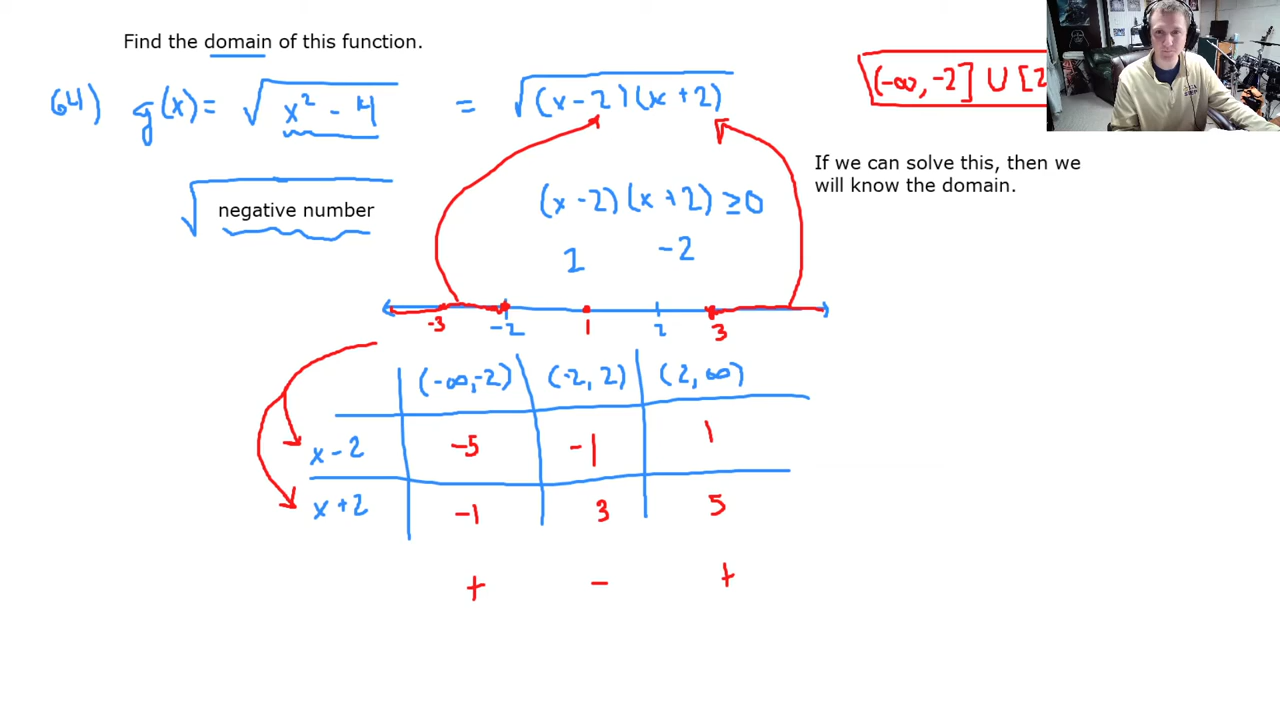 Find the domain of this function.
64) g(x) = √(x² - 4) = √((x-2)(x+2))
(-∞, -2] ∪ [2
If we can solve this, then we
will know the domain.
√ negative number
(x-2)(x+2) ≥0
-2
-3 -2 1 2 3
(-∞,-2) (-2, 2) (2, ∞)
x-2 -5 -1 1
x+2 -1 3 5
+ - +